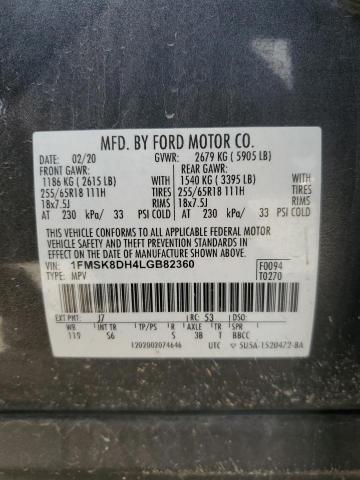 MFD. BY FORD MOTOR CO.
DATE: 02/20 GVWR: 2679 KG ( 5905 LB)
FRONT GAWR: REAR GAWR:
1186 KG ( 2615 LB) WITH 1540 KG ( 3395 LB) WITH
255/65R18 111H TIRES 255/65R18 111H TIRES
18x7.5J RIMS 18x7.5J RIMS
AT 230 kPa/ 33 PSI COLD AT 230 kPa/ 33 PSI COLD
THIS VEHICLE CONFORMS TO ALL APPLICABLE FEDERAL MOTOR
VEHICLE SAFETY AND BUMPER STANDARDS IN
EFFECT ON THE DATE OF MANUFACTURE SHOWN ABOVE.
VIN: 1FMSK8DH4LGB82360 F0094
TYPE: MPV T0270
EXT PNT: J7 RC: 53 DSO:
WB INT TR TP/PS R AXLE TR SPR
119 S6 S 3B T BBCC
1202002074646 UTC 5U5A-1520472-BA